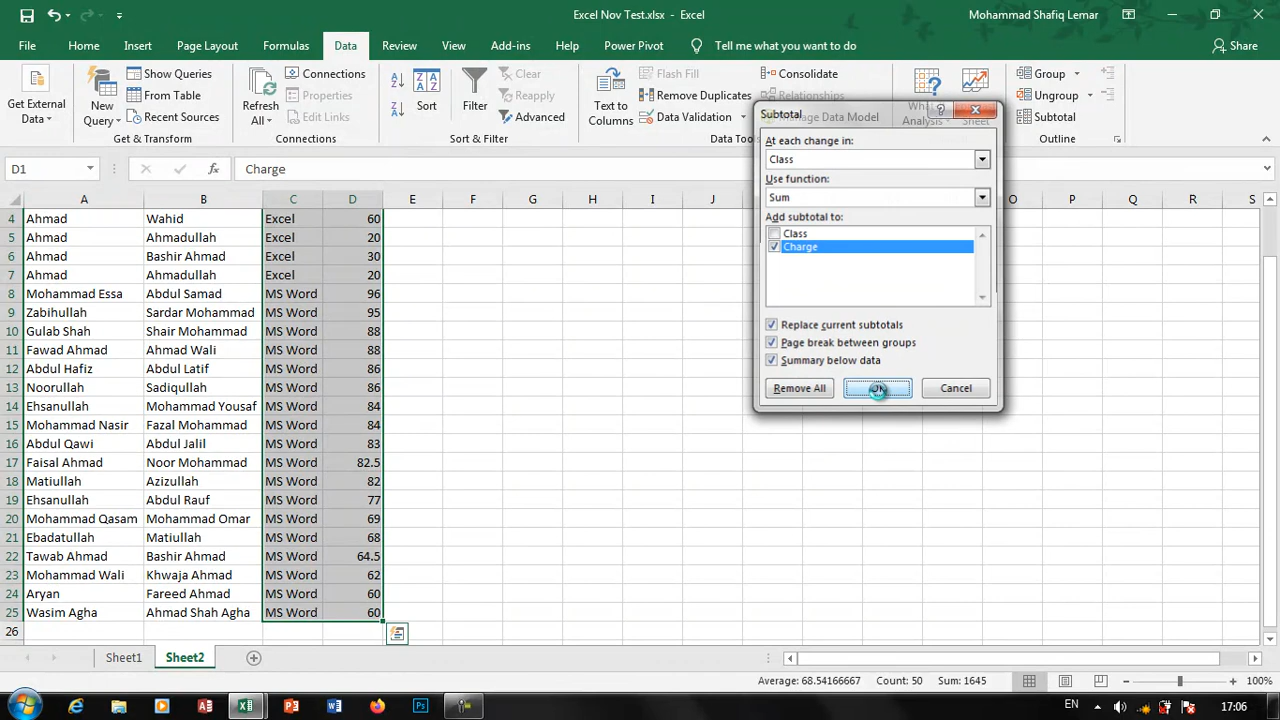 Excel Nov Test.xlsx - Excel
Mohammad Shafiq Lemar
File Home Insert Page Layout Formulas Data Review View Add-ins Help Power Pivot Tell me what you want to do Share
Get External Data
New Query
Show Queries
From Table
Recent Sources
Get & Transform
Refresh All
Connections
Properties
Edit Links
Connections
Sort
Filter
Clear
Reapply
Advanced
Sort & Filter
Text to Columns
Flash Fill
Remove Duplicates
Data Validation
Consolidate
Relationships
Manage Data Model
Data Tools
What
Analysis
Sheet
Group
Ungroup
Subtotal
Outline
D1 fx Charge
A B C D E F G H I J O P Q R S
4 Ahmad Wahid Excel 60
5 Ahmad Ahmadullah Excel 20
6 Ahmad Bashir Ahmad Excel 30
7 Ahmad Ahmadullah Excel 20
8 Mohammad Essa Abdul Samad MS Word 96
9 Zabihullah Sardar Mohammad MS Word 95
10 Gulab Shah Shair Mohammad MS Word 88
11 Fawad Ahmad Ahmad Wali MS Word 88
12 Abdul Hafiz Abdul Latif MS Word 86
13 Noorullah Sadiqullah MS Word 86
14 Ehsanullah Mohammad Yousaf MS Word 84
15 Mohammad Nasir Fazal Mohammad MS Word 84
16 Abdul Qawi Abdul Jalil MS Word 83
17 Faisal Ahmad Noor Mohammad MS Word 82.5
18 Matiullah Azizullah MS Word 82
19 Ehsanullah Abdul Rauf MS Word 77
20 Mohammad Qasam Mohammad Omar MS Word 69
21 Ebadatullah Matiullah MS Word 68
22 Tawab Ahmad Bashir Ahmad MS Word 64.5
23 Mohammad Wali Khwaja Ahmad MS Word 62
24 Aryan Fareed Ahmad MS Word 60
25 Wasim Agha Ahmad Shah Agha MS Word 60
26
Subtotal
At each change in:
Class
Use function:
Sum
Add subtotal to:
Class
Charge
Replace current subtotals
Page break between groups
Summary below data
Remove All OK Cancel
Sheet1 Sheet2
Average: 68.54166667 Count: 50 Sum: 1645 100%
EN 17:06